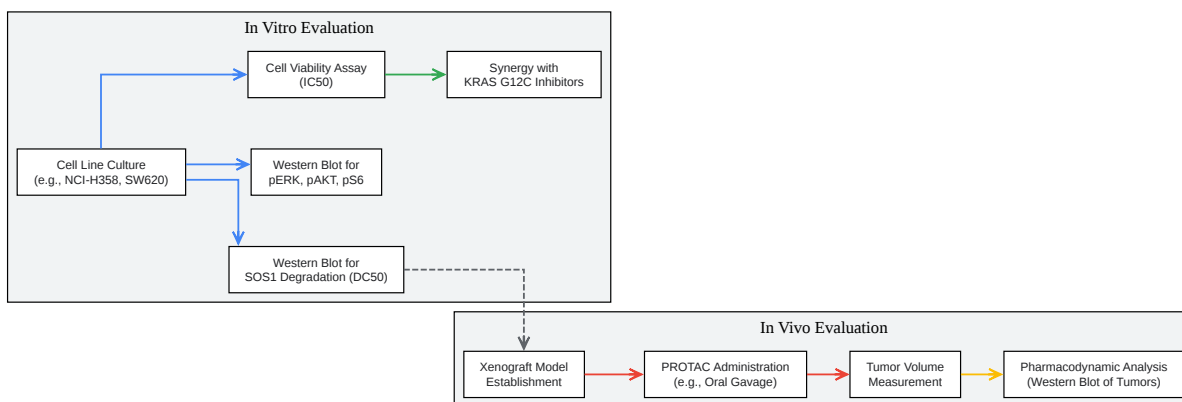 In Vitro Evaluation
Cell Viability Assay
(IC50)
Synergy with
KRAS G12C Inhibitors
Cell Line Culture
(e.g., NCI-H358, SW620)
Western Blot for
pERK, pAKT, pS6
Western Blot for
SOS1 Degradation (DC50)
In Vivo Evaluation
Xenograft Model
Establishment
PROTAC Administration
(e.g., Oral Gavage)
Tumor Volume
Measurement
Pharmacodynamic Analysis
(Western Blot of Tumors)